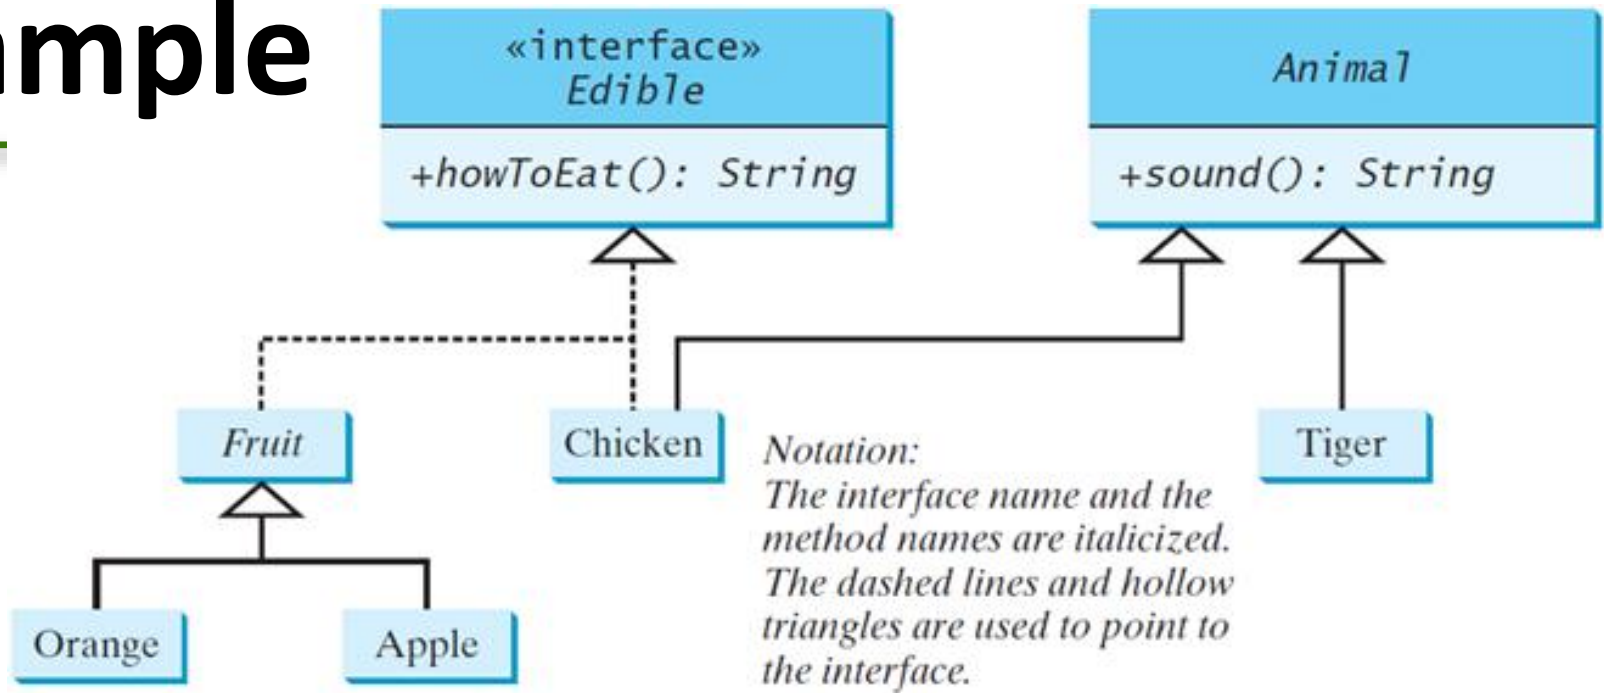 ample
«interface»
Edible
+howToEat(): String
Animal
+sound(): String
Fruit
Chicken
Tiger
Orange
Apple
Notation:
The interface name and the
method names are italicized.
The dashed lines and hollow
triangles are used to point to
the interface.